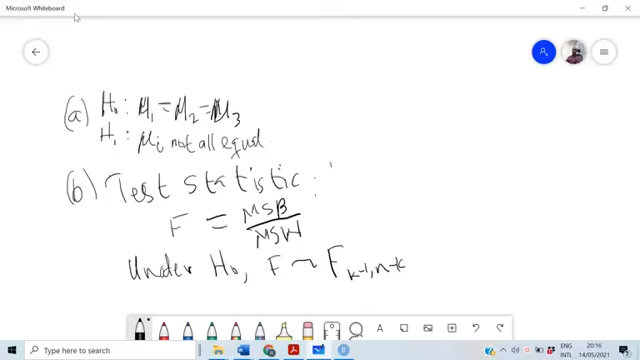 Microsoft Whiteboard
(a) H₀: μ₁ = μ₂ = μ₃
H₁: μᵢ not all equal
(b) Test statistic:
F = MSB/MSW
Under H₀, F ~ F k-1, n-k
Type here to search
ENG
INTL
20:16
14/05/2021